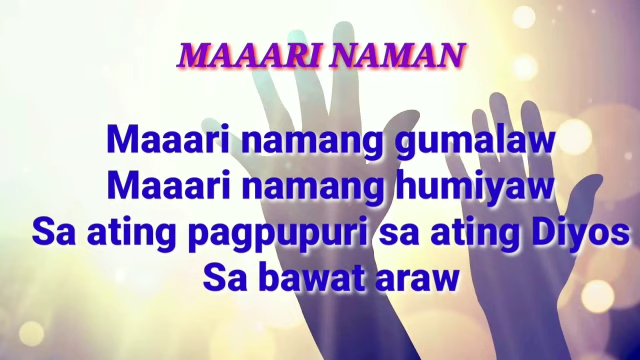 MAAARI NAMAN
Maaari namang gumalaw
Maaari namang humiyaw
Sa ating pagpupuri sa ating Diyos
Sa bawat araw